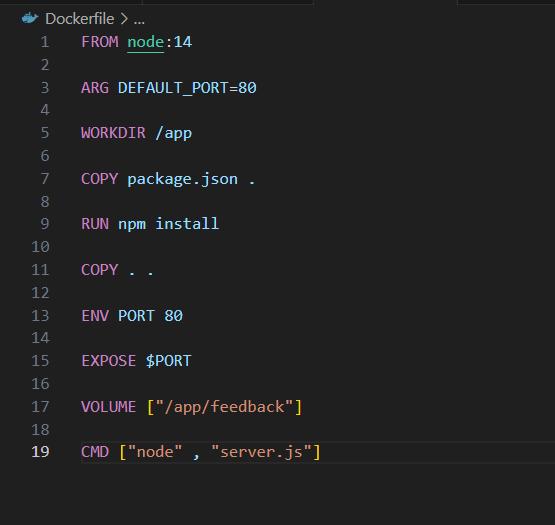 Dockerfile > ...
1 FROM node:14
2
3 ARG DEFAULT_PORT=80
4
5 WORKDIR /app
6
7 COPY package.json .
8
9 RUN npm install
10
11 COPY . .
12
13 ENV PORT 80
14
15 EXPOSE $PORT
16
17 VOLUME ["/app/feedback"]
18
19 CMD ["node" , "server.js"]